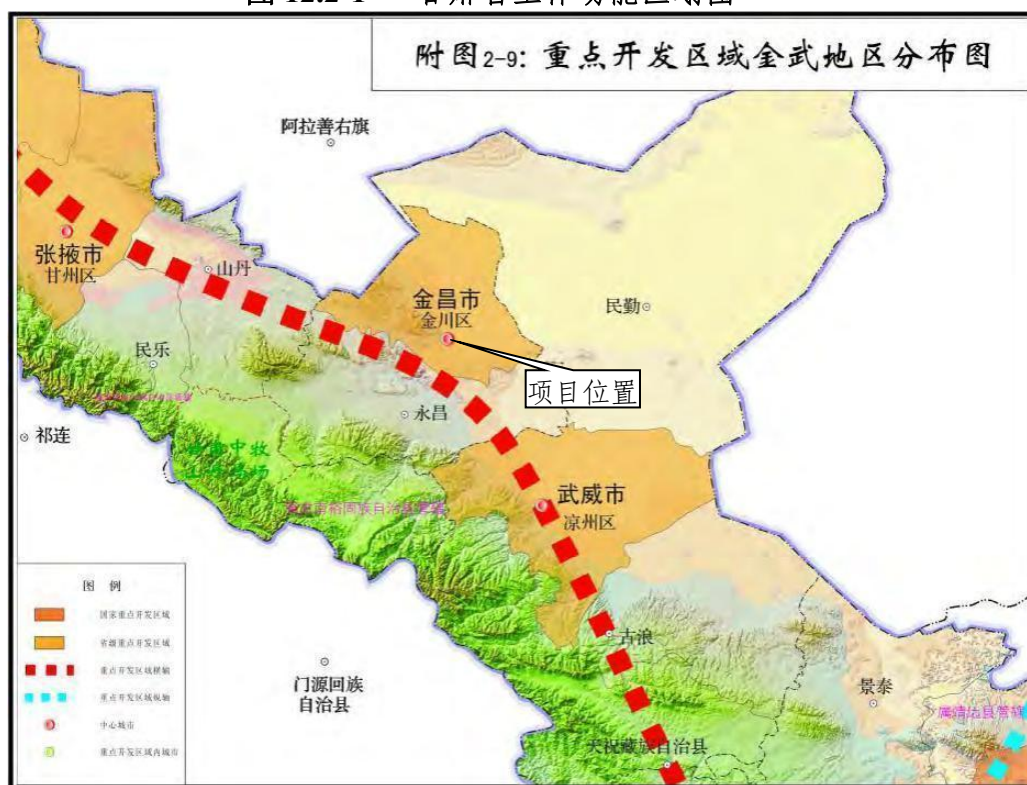 附图2-9: 重点开发区域金武地区分布图
阿拉善右旗
张掖市
甘州区
山丹
金昌市
金川区
民勤
民乐
项目位置
永昌
祁连
武威市
凉州区
古浪
门源回族
自治县
景泰
天祝藏族自治县
图 例
国家重点开发区域
省级重点开发区域
重点开发区域横轴
重点开发区域纵轴
中心城市
重点开发区域内城市